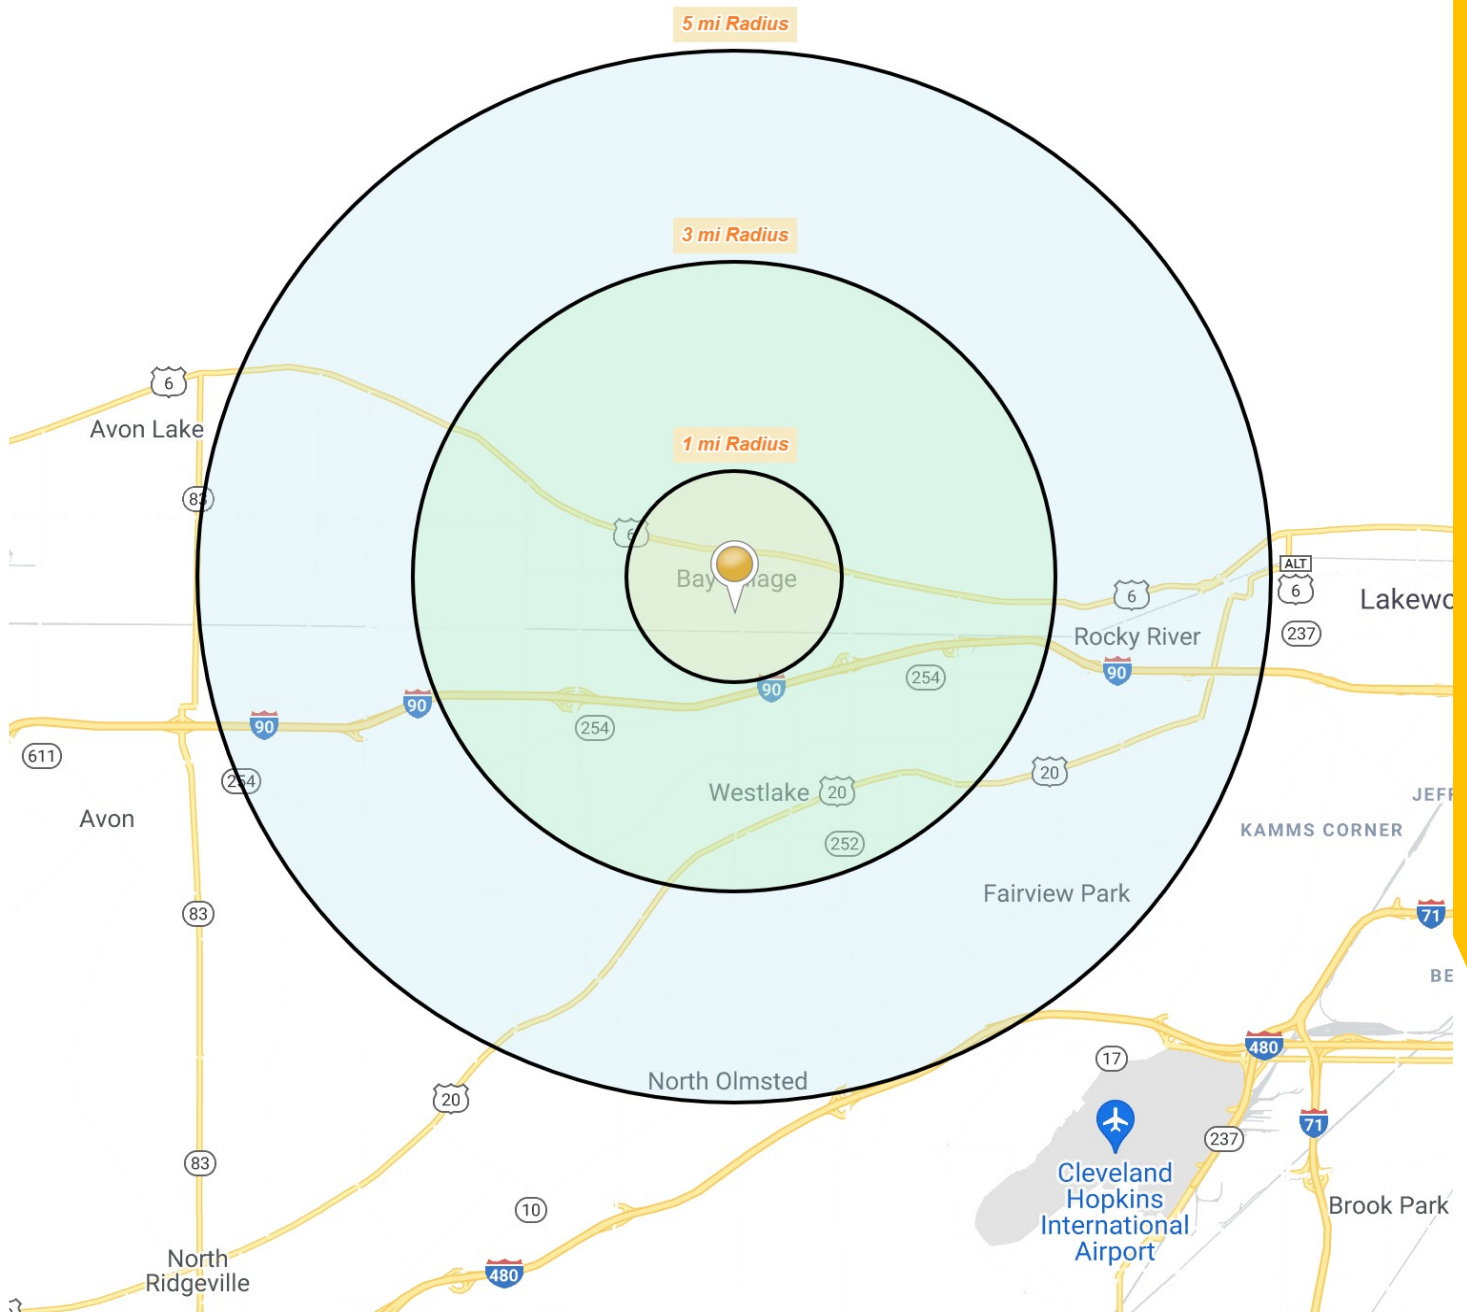 5 mi Radius
3 mi Radius
6
Avon Lake
1 mi Radius
83
6
Bay Village
ALT
6
6
Lakewo
237
Rocky River
90
254
90
90
90
254
611
254
20
Westlake
20
JEFF
Avon
KAMMS CORNER
252
Fairview Park
83
71
BE
480
17
North Olmsted
20
71
237
83
Cleveland
Hopkins
International
Airport
10
Brook Park
North
Ridgeville
480